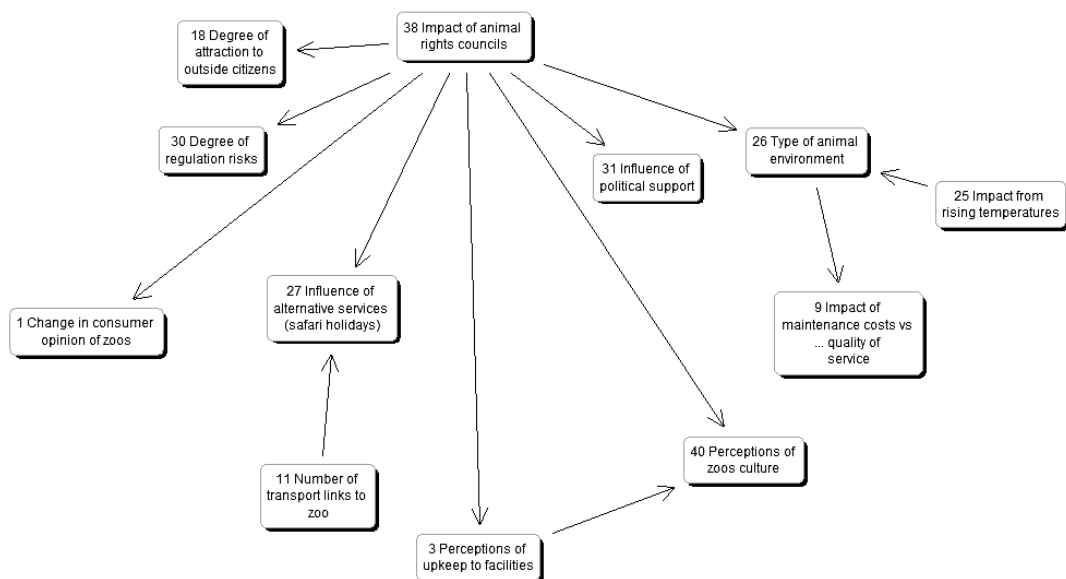 18 Degree of
attraction to
outside citizens
38 Impact of animal
rights councils
30 Degree of
regulation risks
31 Influence of
political support
26 Type of animal
environment
25 Impact from
rising temperatures
1 Change in consumer
opinion of zoos
27 Influence of
alternative services
(safari holidays)
9 Impact of
maintenance costs vs
... quality of
service
11 Number of
transport links to
zoo
40 Perceptions of
zoos culture
3 Perceptions of
upkeep to facilities